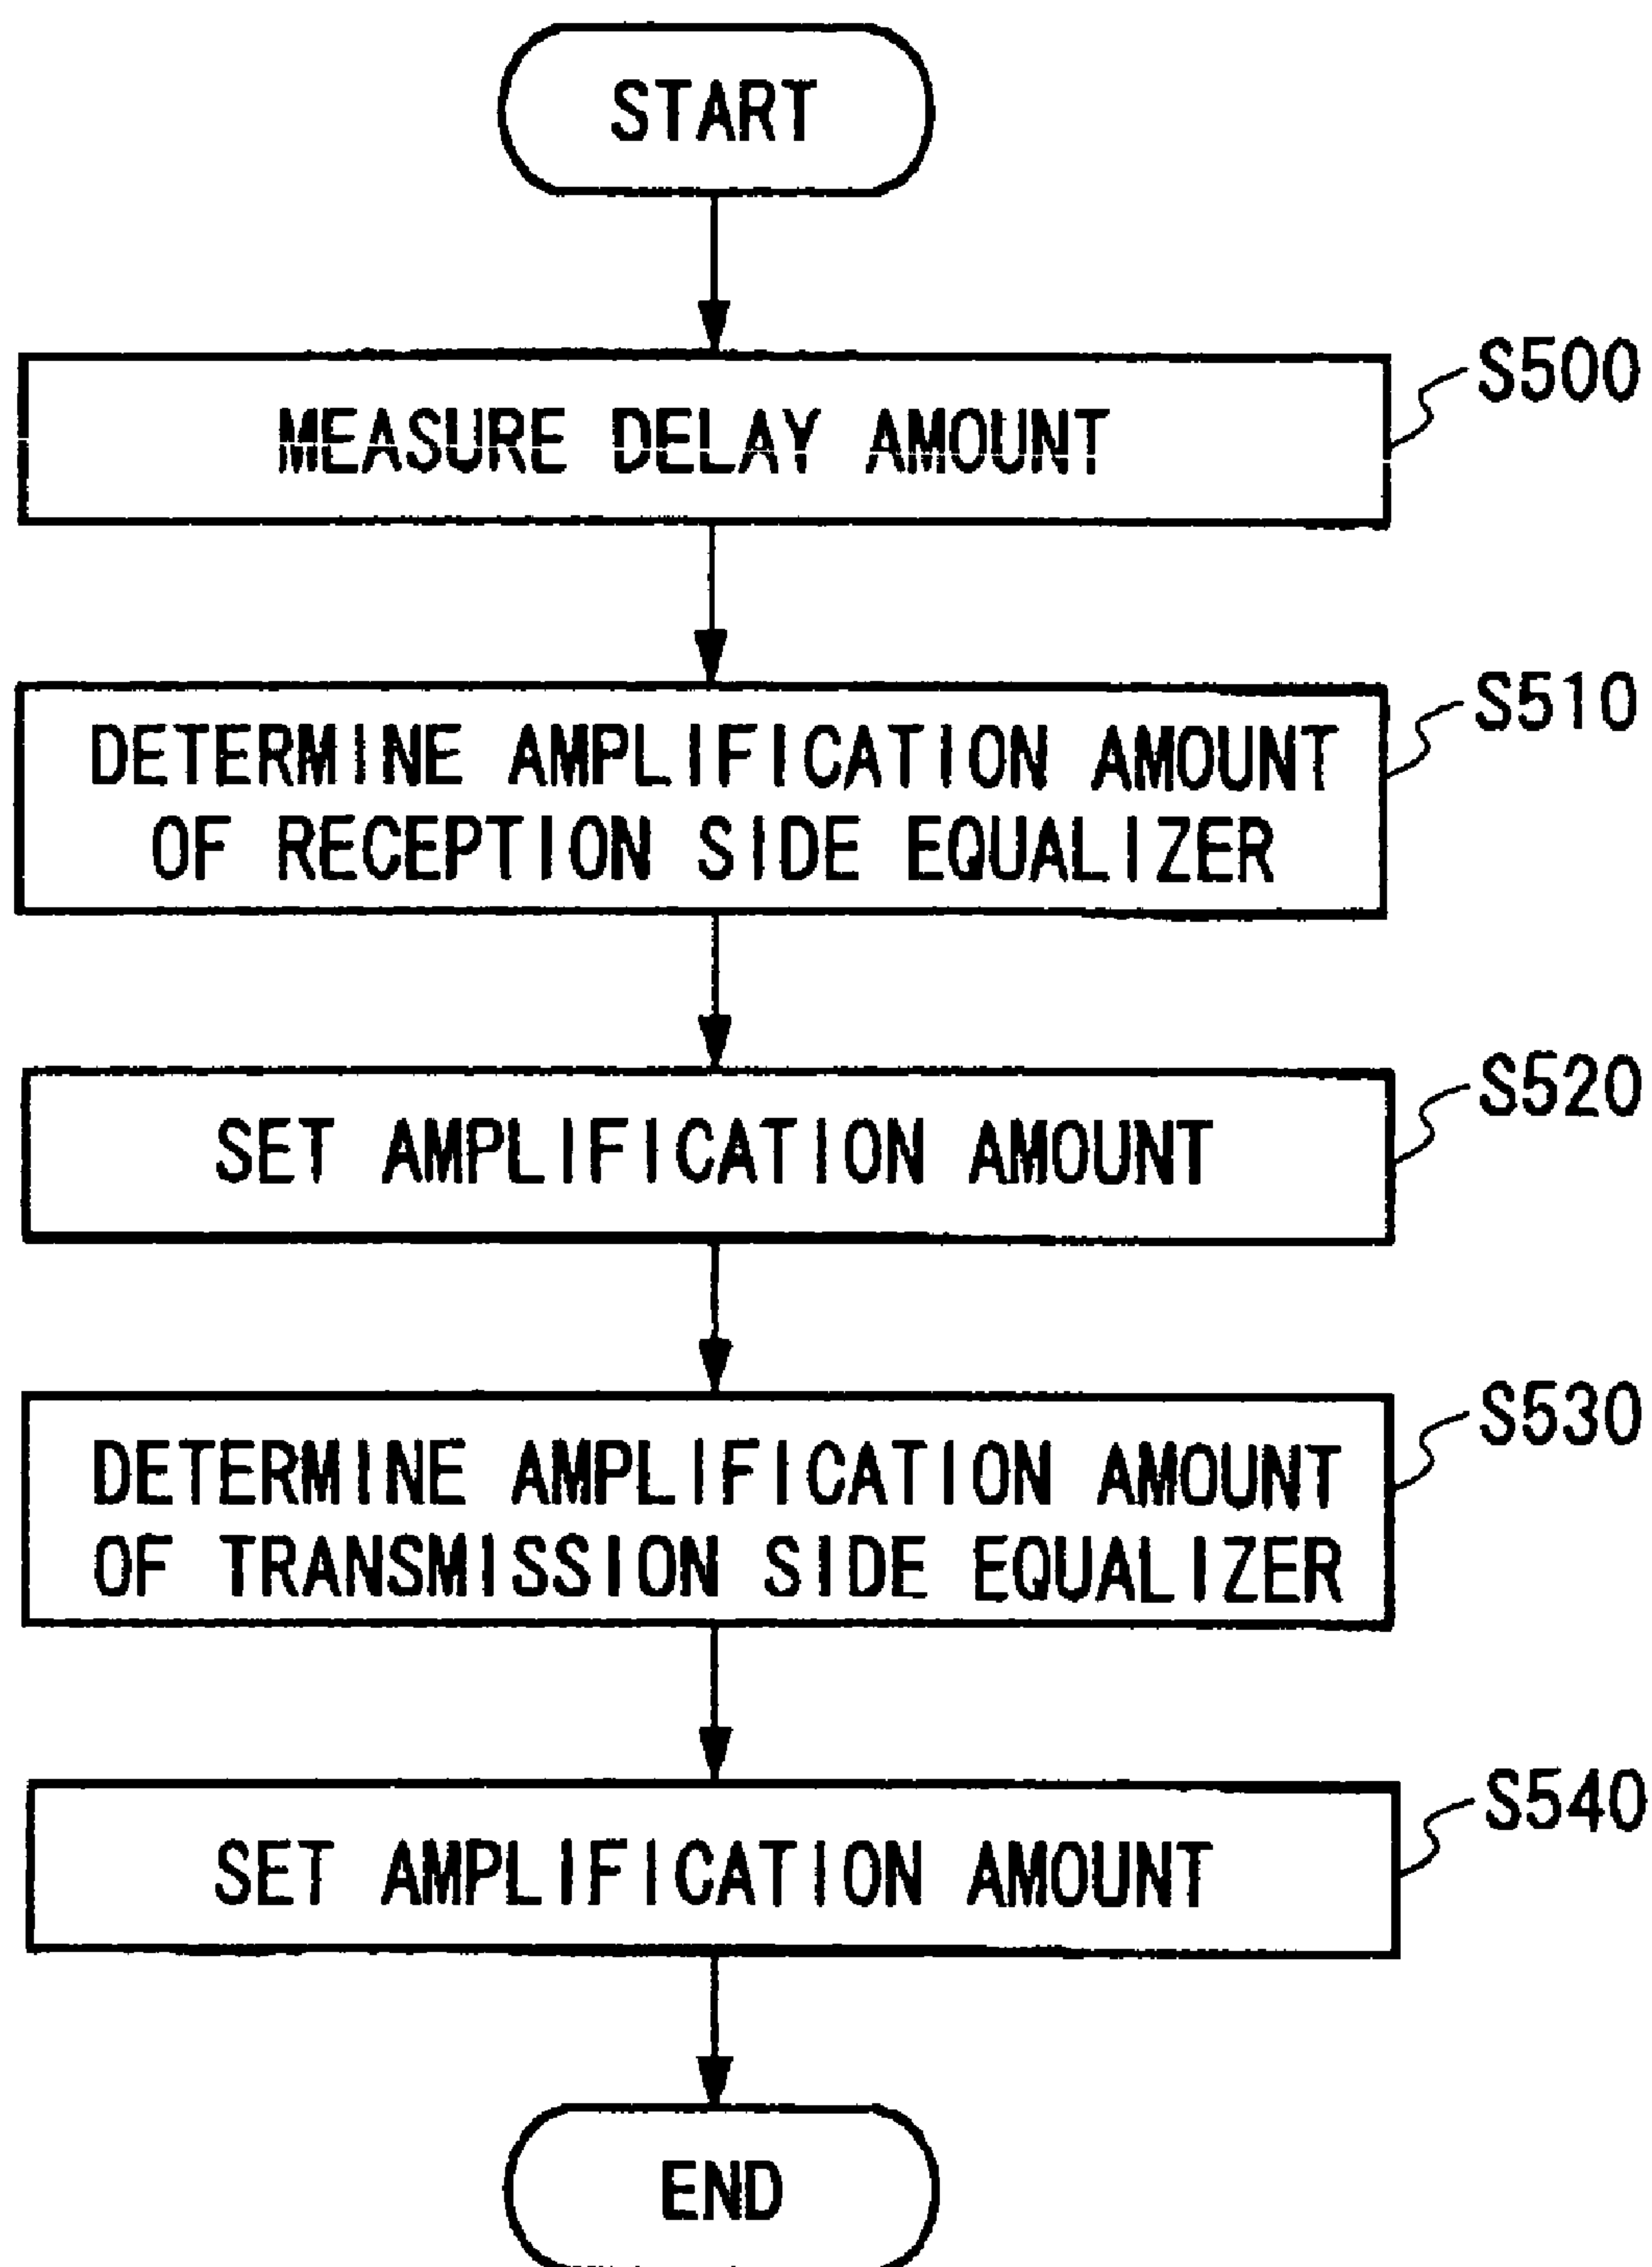 START
S500
MEASURE DELAY AMOUNT
S510
DETERMINE AMPLIFICATION AMOUNT
OF RECEPTION SIDE EQUALIZER
S520
SET AMPLIFICATION AMOUNT
S530
DETERMINE AMPLIFICATION AMOUNT
OF TRANSMISSION SIDE EQUALIZER
S540
SET AMPLIFICATION AMOUNT
END